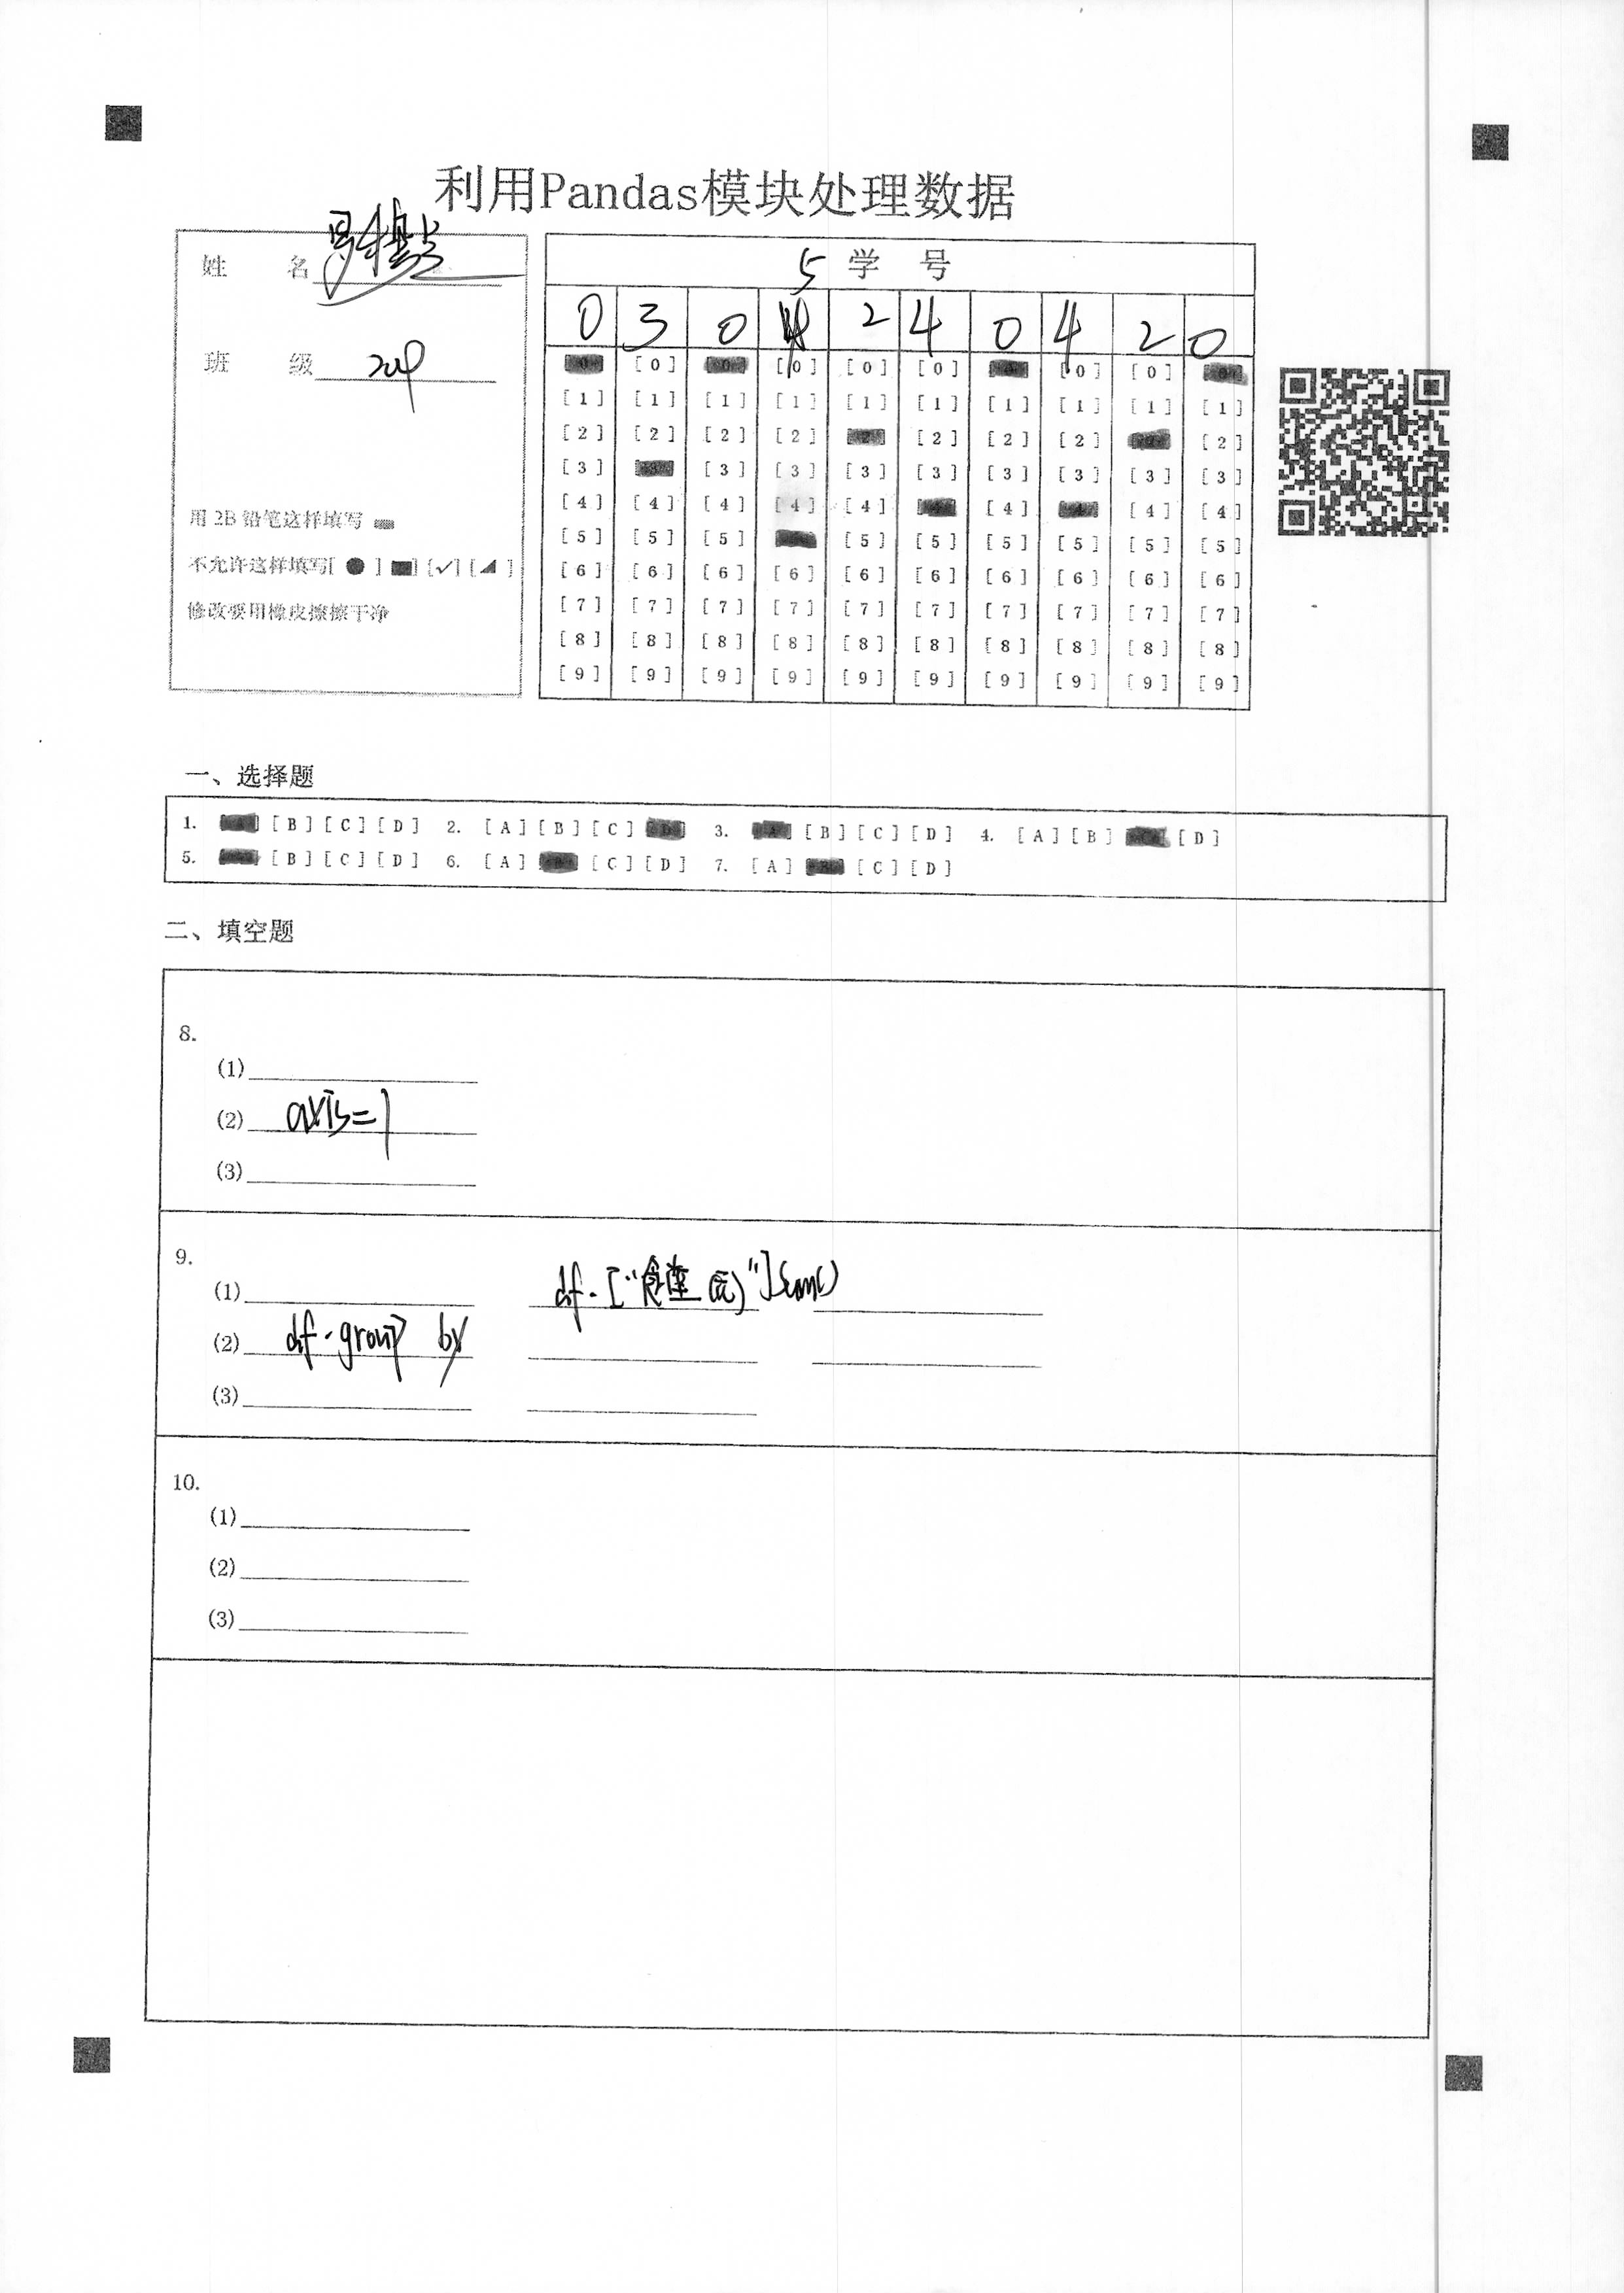 利用Pandas模块处理数据
姓 名
班 级 204
用 2B 铅笔这样填写
不允许这样填写[ ● ] [■] [✓] [◢ ]
修改要用橡皮擦擦干净
5 学 号
0 3 0 4 2 4 0 4 2 0
[0] [0] [0] [0] [0] [0] [0] [0] [0] [0]
[1] [1] [1] [1] [1] [1] [1] [1] [1] [1]
[2] [2] [2] [2] [2] [2] [2] [2] [2] [2]
[3] [3] [3] [3] [3] [3] [3] [3] [3]
[4] [4] [4] [4] [4] [4] [4] [4] [4] [4]
[5] [5] [5] [5] [5] [5] [5] [5] [5]
[6] [6] [6] [6] [6] [6] [6] [6] [6] [6]
[7] [7] [7] [7] [7] [7] [7] [7] [7] [7]
[8] [8] [8] [8] [8] [8] [8] [8] [8] [8]
[9] [9] [9] [9] [9] [9] [9] [9] [9] [9]
一、选择题
1. [A] [B] [C] [D] 2. [A] [B] [C] [D] 3. [A] [B] [C] [D] 4. [A] [B] [C] [D]
5. [A] [B] [C] [D] 6. [A] [B] [C] [D] 7. [A] [B] [C] [D]
二、填空题
8.
(1)
(2) axis=1
(3)
9.
(1) df.["(元)"]sum()
(2) df.group by
(3)
10.
(1)
(2)
(3)